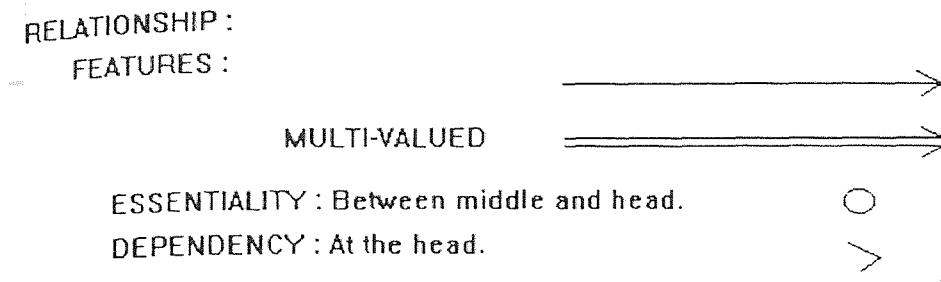 RELATIONSHIP :
FEATURES :
MULTI-VALUED
ESSENTIALITY : Between middle and head.
DEPENDENCY : At the head.